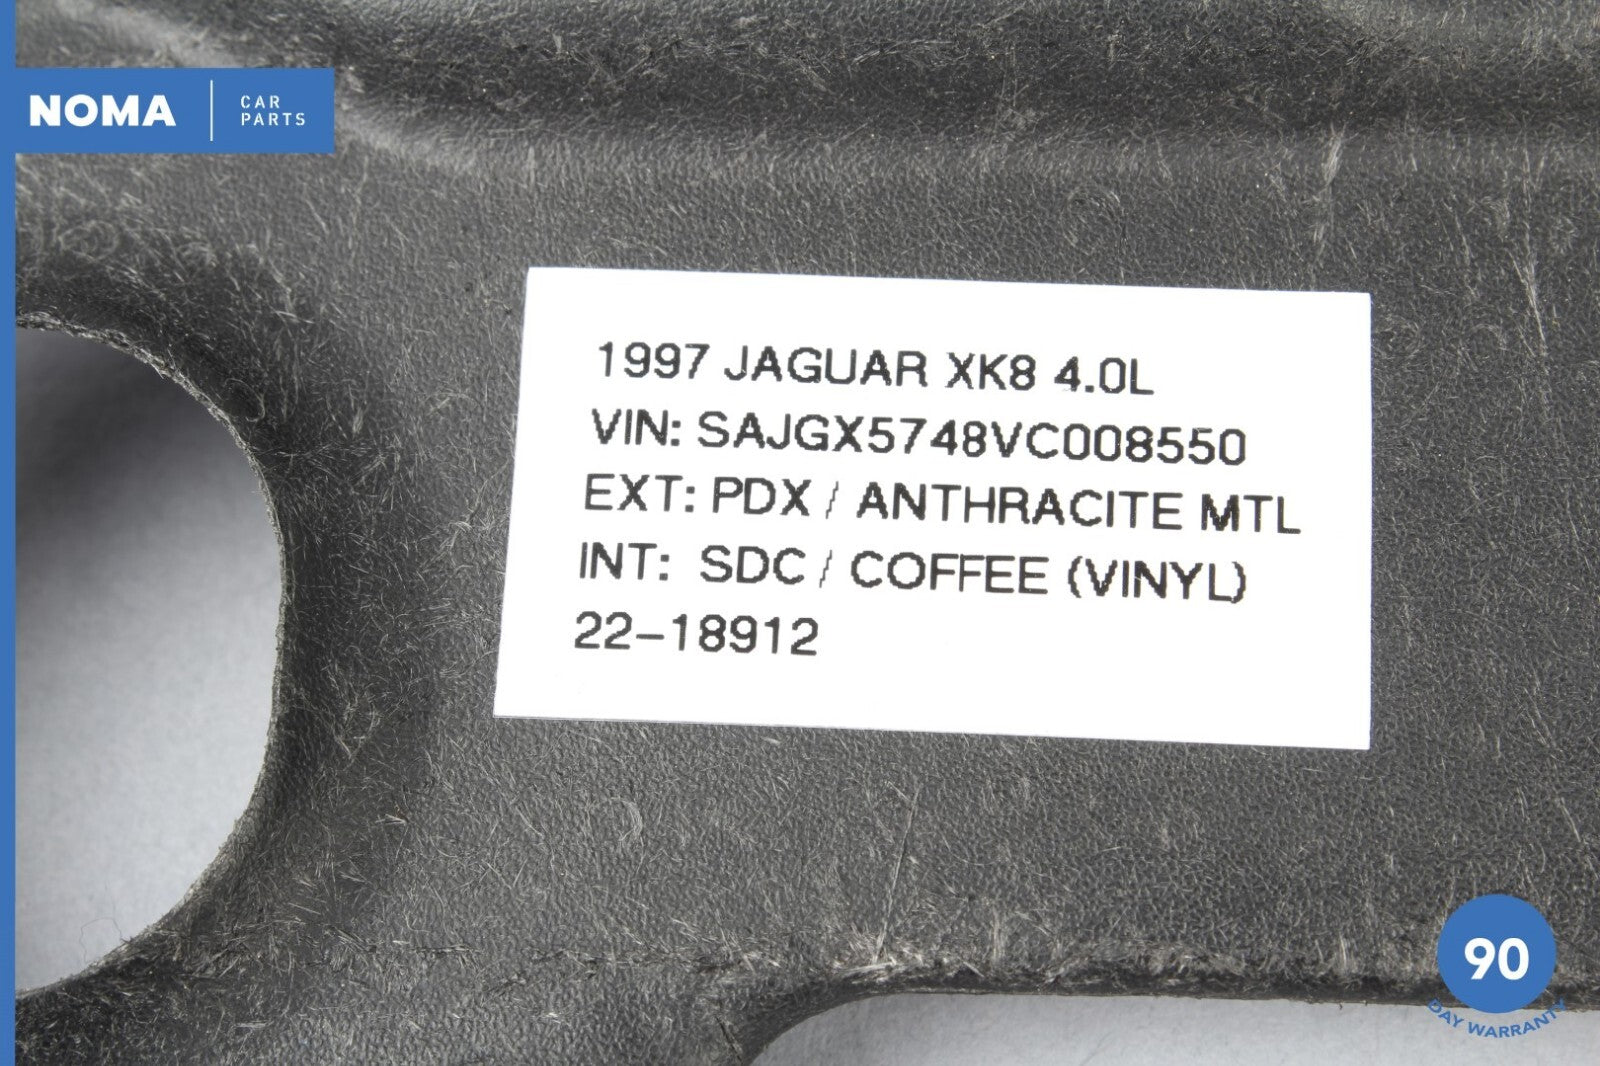 NOMA
CAR
PARTS
1997 JAGUAR XK8 4.0L
VIN: SAJGX5748VC008550
EXT: PDX / ANTHRACITE MTL
INT: SDC / COFFEE (VINYL)
22-18912
90
DAY WARRANTY